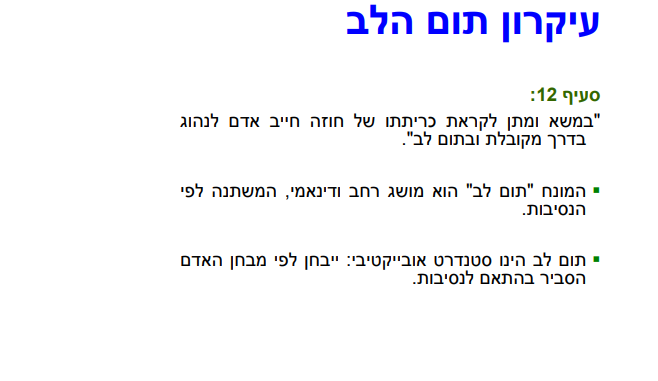 עיקרון תום הלב
סעיף 12:
"במשא ומתן לקראת כריתתו של חוזה חייב אדם לנהוג
בדרך מקובלת ובתום לב".
▪ המונח "תום לב" הוא מושג רחב ודינאמי, המשתנה לפי
הנסיבות.
▪ תום לב הינו סטנדרט אובייקטיבי: ייבחן לפי מבחן האדם
הסביר בהתאם לנסיבות.